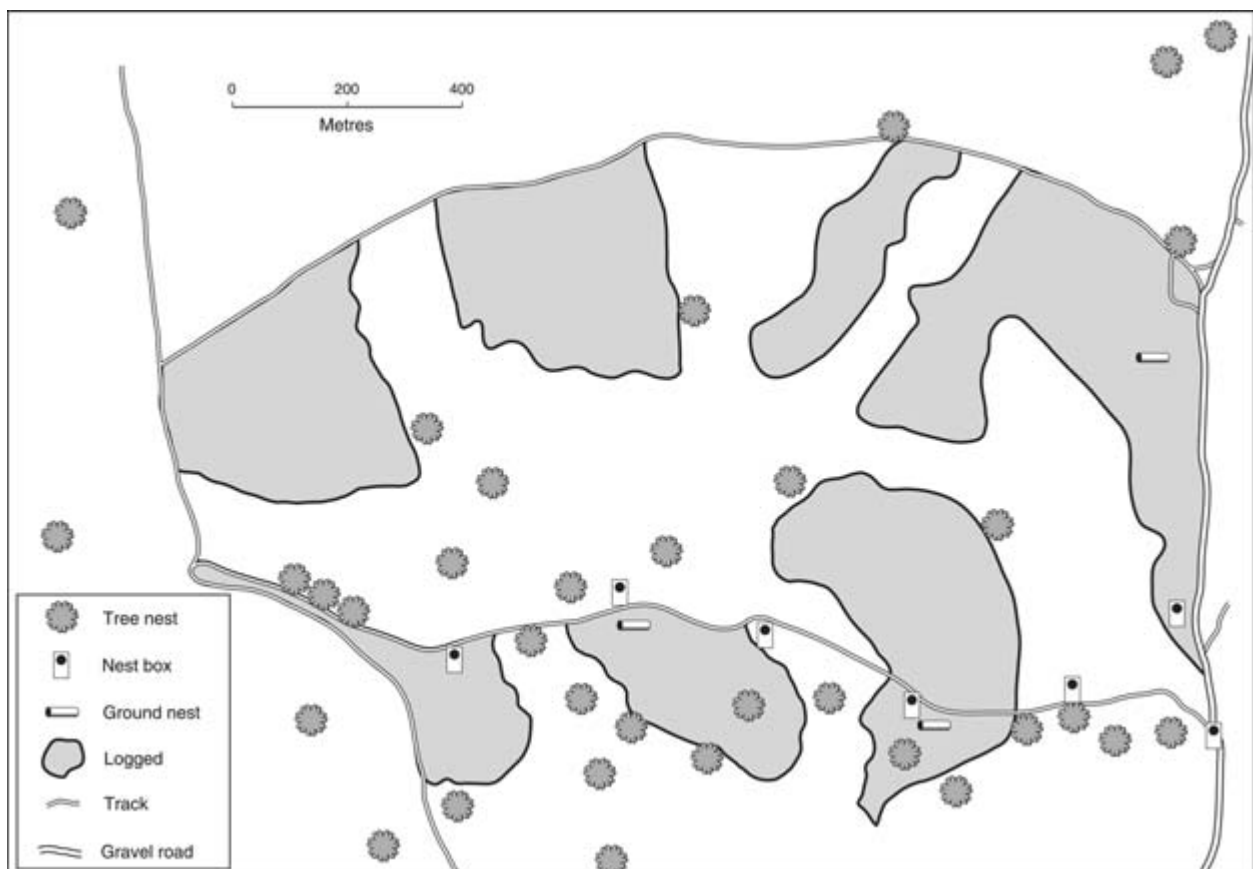 0 200 400
Metres
Tree nest
Nest box
Ground nest
Logged
Track
Gravel road